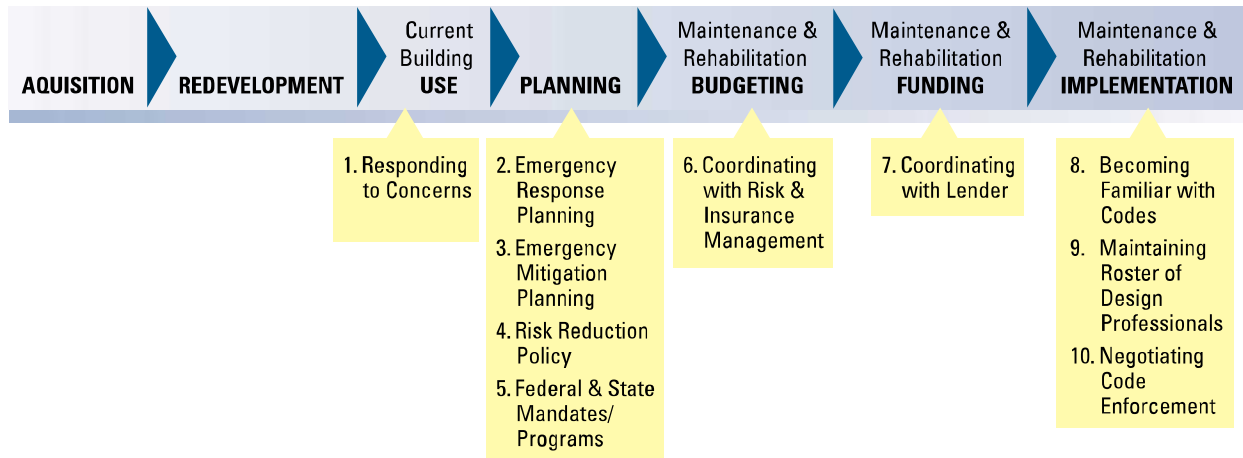 AQUISITION
REDEVELOPMENT
Current
Building
USE
PLANNING
Maintenance &
Rehabilitation
BUDGETING
Maintenance &
Rehabilitation
FUNDING
Maintenance &
Rehabilitation
IMPLEMENTATION
1. Responding
to Concerns
2. Emergency
Response
Planning
3. Emergency
Mitigation
Planning
4. Risk Reduction
Policy
5. Federal & State
Mandates/
Programs
6. Coordinating
with Risk &
Insurance
Management
7. Coordinating
with Lender
8. Becoming
Familiar with
Codes
9. Maintaining
Roster of
Design
Professionals
10. Negotiating
Code
Enforcement